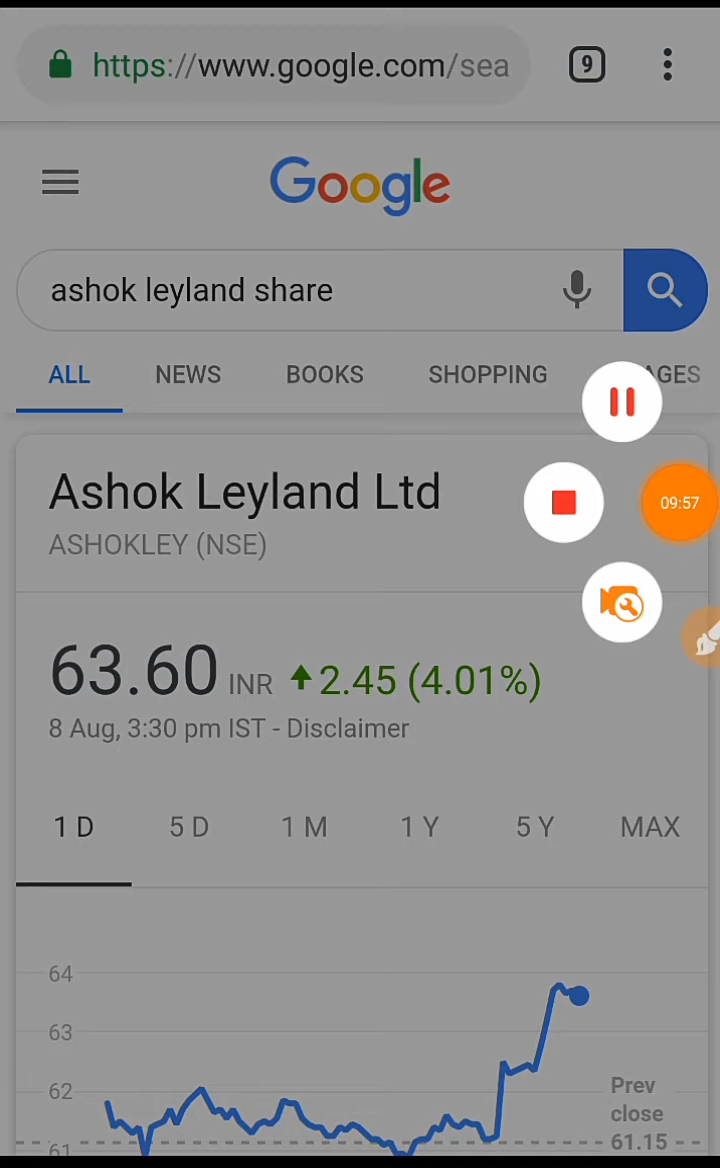 https://www.google.com/sea
9
Google
ashok leyland share
ALL NEWS BOOKS SHOPPING AGES
Ashok Leyland Ltd
ASHOKLEY (NSE)
09:57
63.60 INR 2.45 (4.01%)
8 Aug, 3:30 pm IST - Disclaimer
1 D 5 D 1 M 1 Y 5 Y MAX
64
63
62
Prev
close
61.15
61